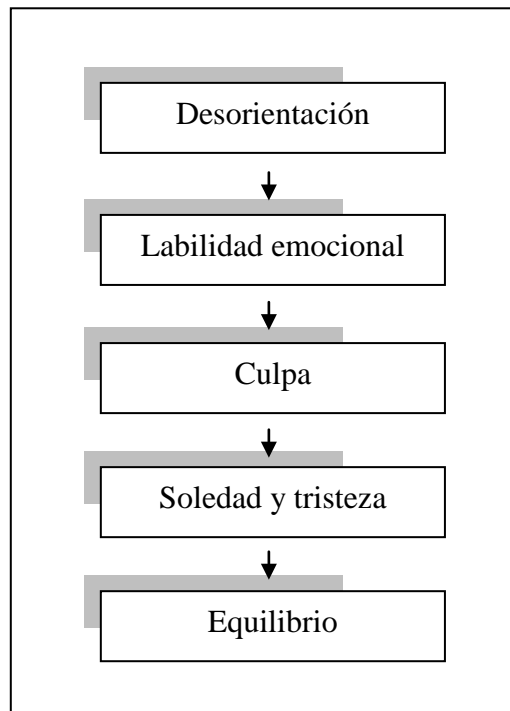 Desorientación
Labilidad emocional
Culpa
Soledad y tristeza
Equilibrio